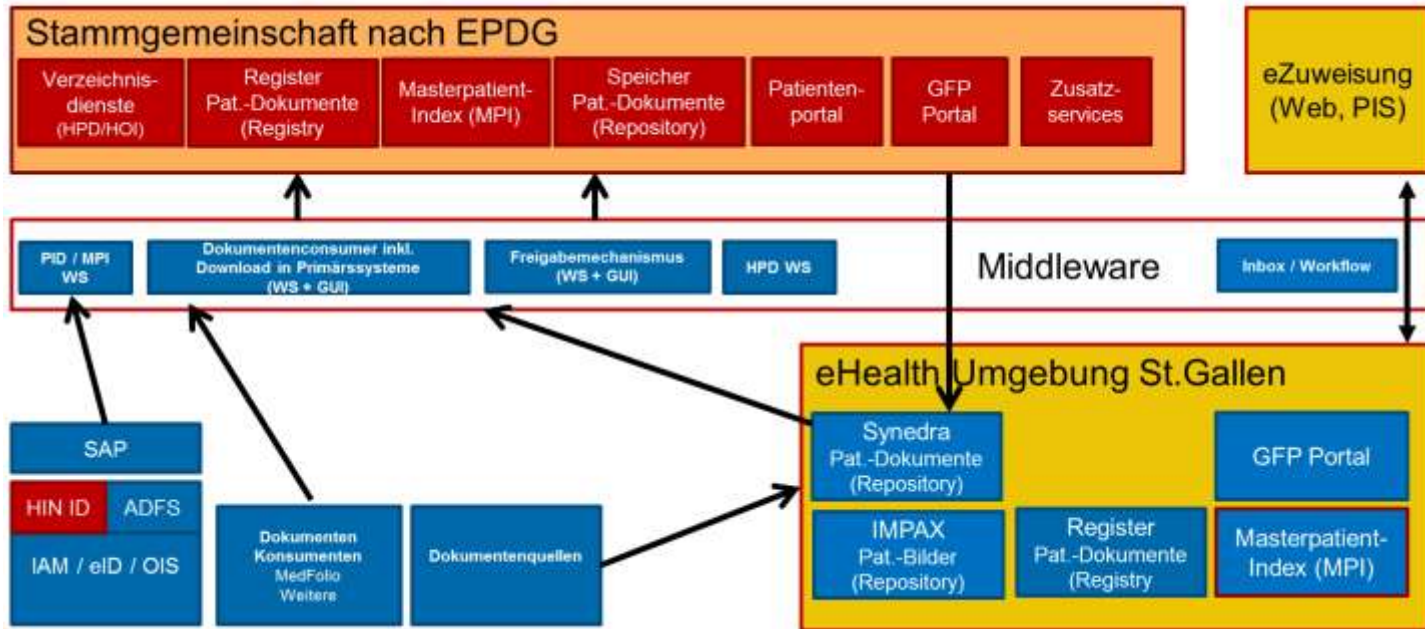 Stammgemeinschaft nach EPDG
Verzeichnis-
dienste
(HPD/HOI)
Register
Pat.-Dokumente
(Registry
Masterpatient-
Index (MPI)
Speicher
Pat.-Dokumente
(Repository)
Patienten-
portal
GFP
Portal
Zusatz-
services
eZuweisung
(Web, PIS)
PID / MPI
WS
Dokumentenconsumer inkl.
Download in Primärssysteme
(WS + GUI)
Freigabemechanismus
(WS + GUI)
HPD WS
Middleware
Inbox / Workflow
eHealth Umgebung St.Gallen
Synedra
Pat.-Dokumente
(Repository)
GFP Portal
IMPAX
Pat.-Bilder
(Repository)
Register
Pat.-Dokumente
(Registry
Masterpatient-
Index (MPI)
SAP
HIN ID
ADFS
IAM / eID / OIS
Dokumenten
Konsumenten
MedFolio
Weitere
Dokumentenquellen